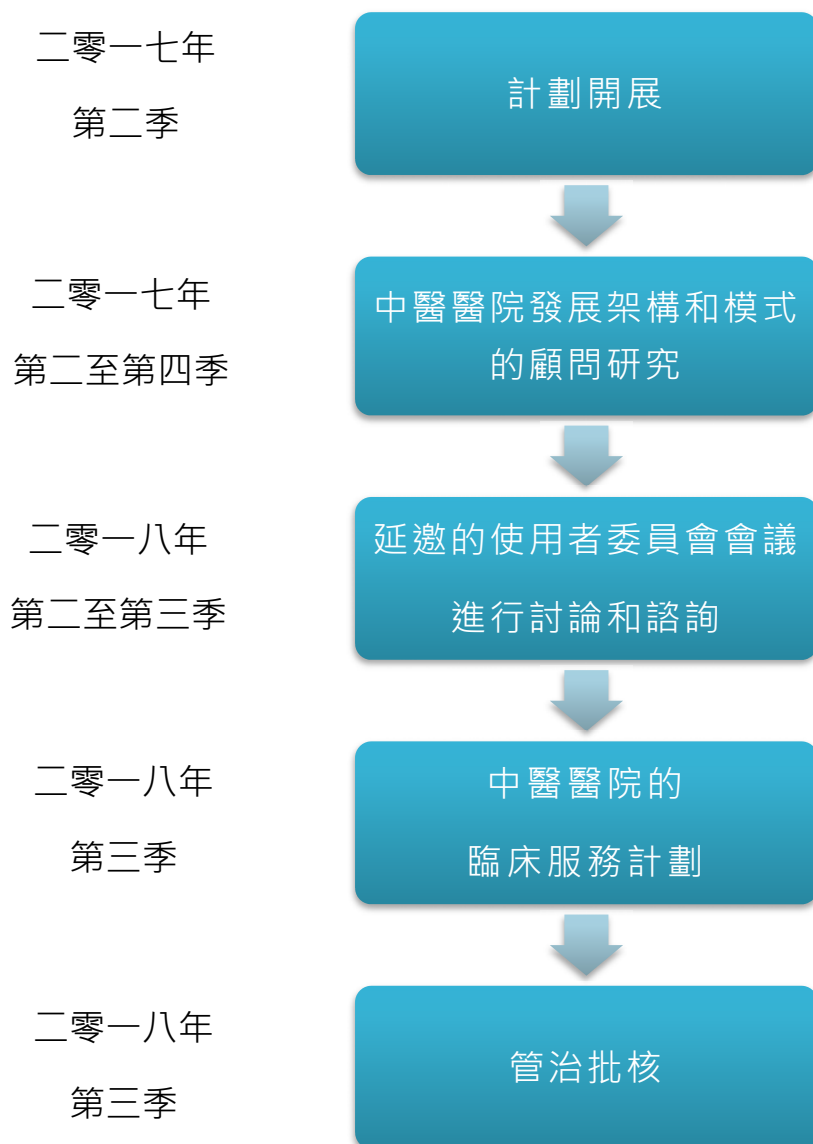 二零一七年
第二季
計劃開展
二零一七年
第二至第四季
中醫醫院發展架構和模式
的顧問研究
二零一八年
第二至第三季
延邀的使用者委員會會議
進行討論和諮詢
二零一八年
第三季
中醫醫院的
臨床服務計劃
二零一八年
第三季
管治批核